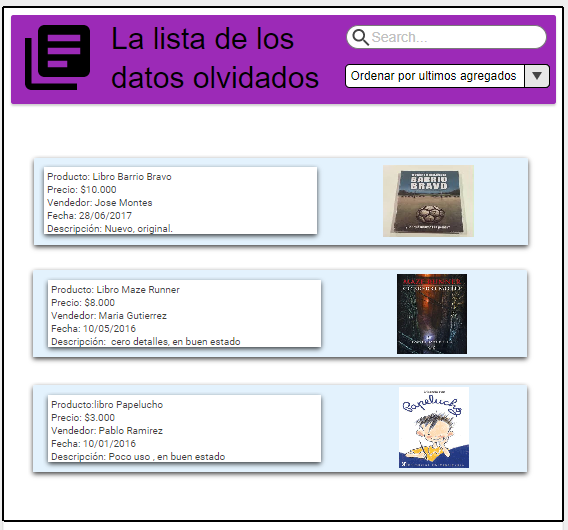 La lista de los
datos olvidados
Search...
Ordenar por ultimos agregados
Producto: Libro Barrio Bravo
Precio: $10.000
Vendedor: Jose Montes
Fecha: 28/06/2017
Descripción: Nuevo, original.
BARRIO
BRAVO
Producto: Libro Maze Runner
Precio: $8.000
Vendedor: Maria Gutierrez
Fecha: 10/05/2016
Descripción:  cero detalles, en buen estado
MAZE RUNNER
Producto:libro Papelucho
Precio: $3.000
Vendedor: Pablo Ramirez
Fecha: 10/01/2016
Descripción: Poco uso , en buen estado
Papelucho